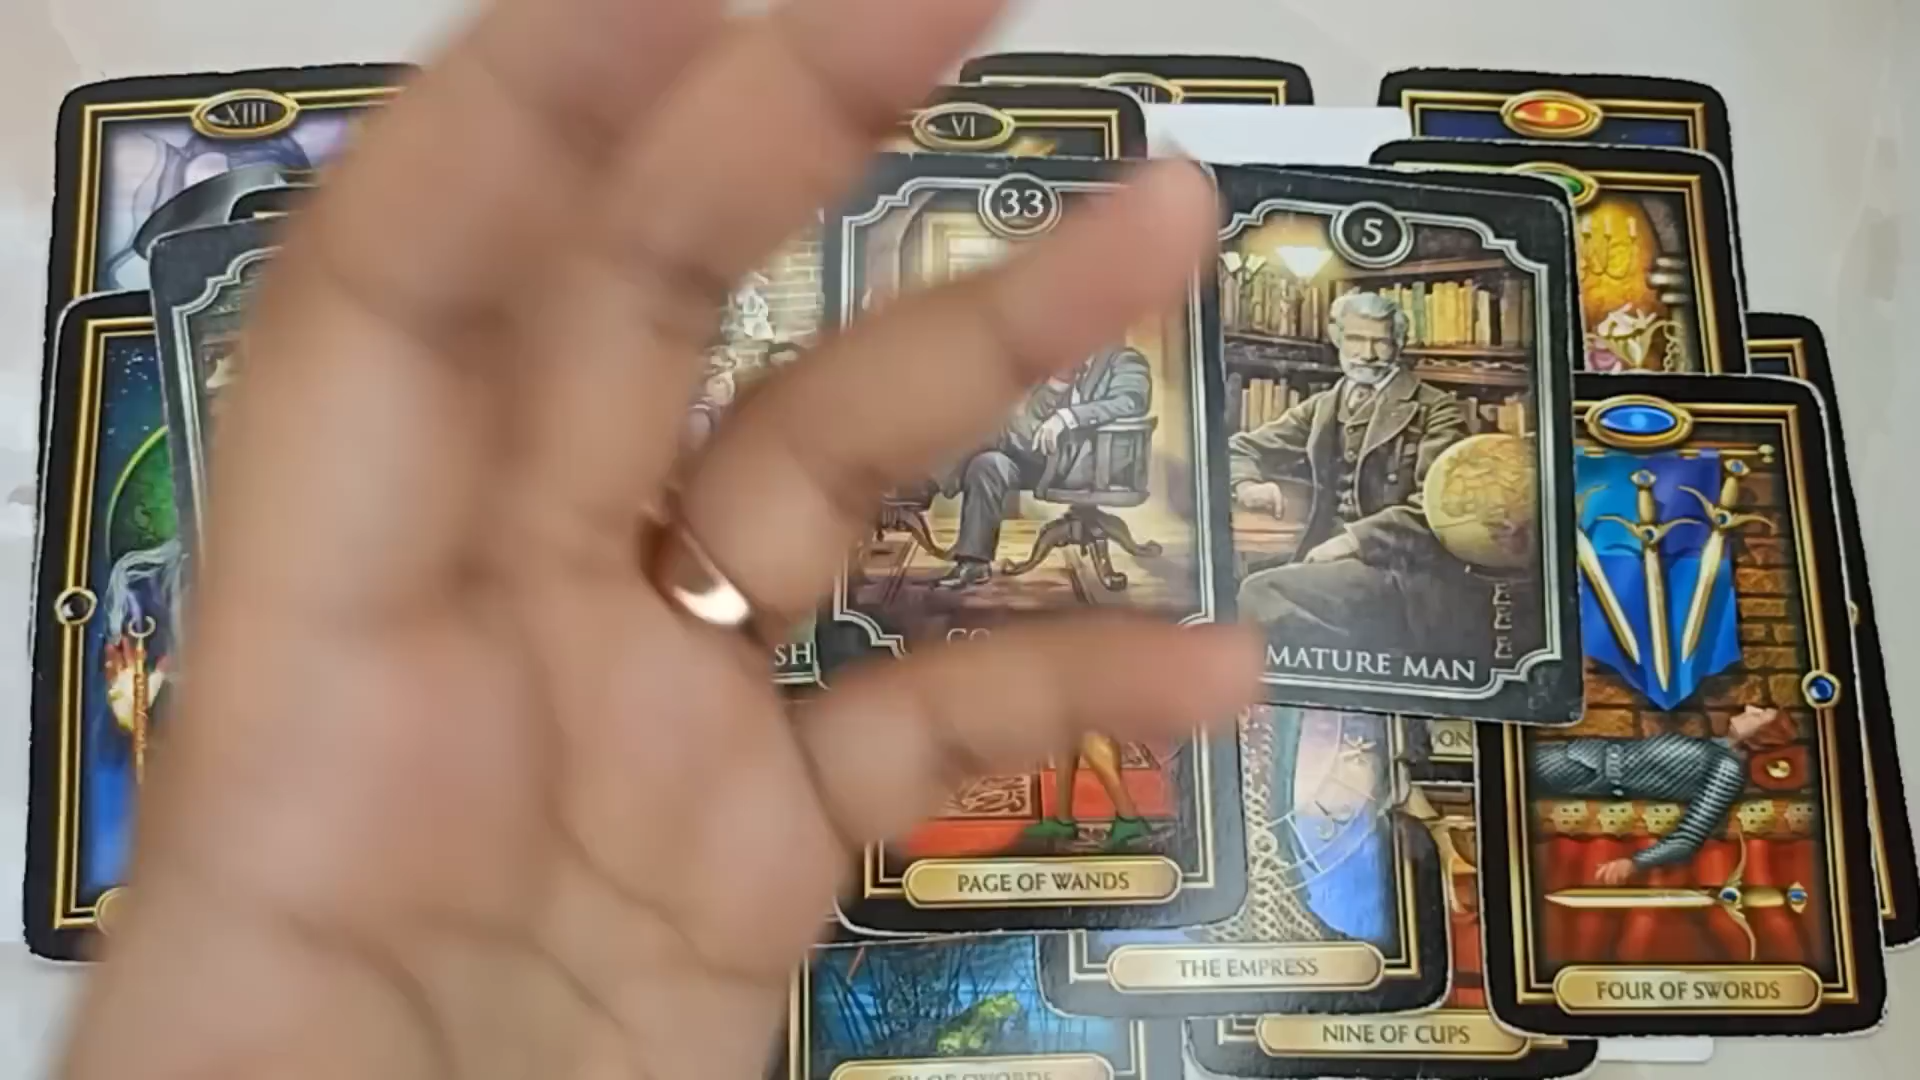 XIII
VI
33
5
MATURE MAN
PAGE OF WANDS
THE EMPRESS
FOUR OF SWORDS
NINE OF CUPS